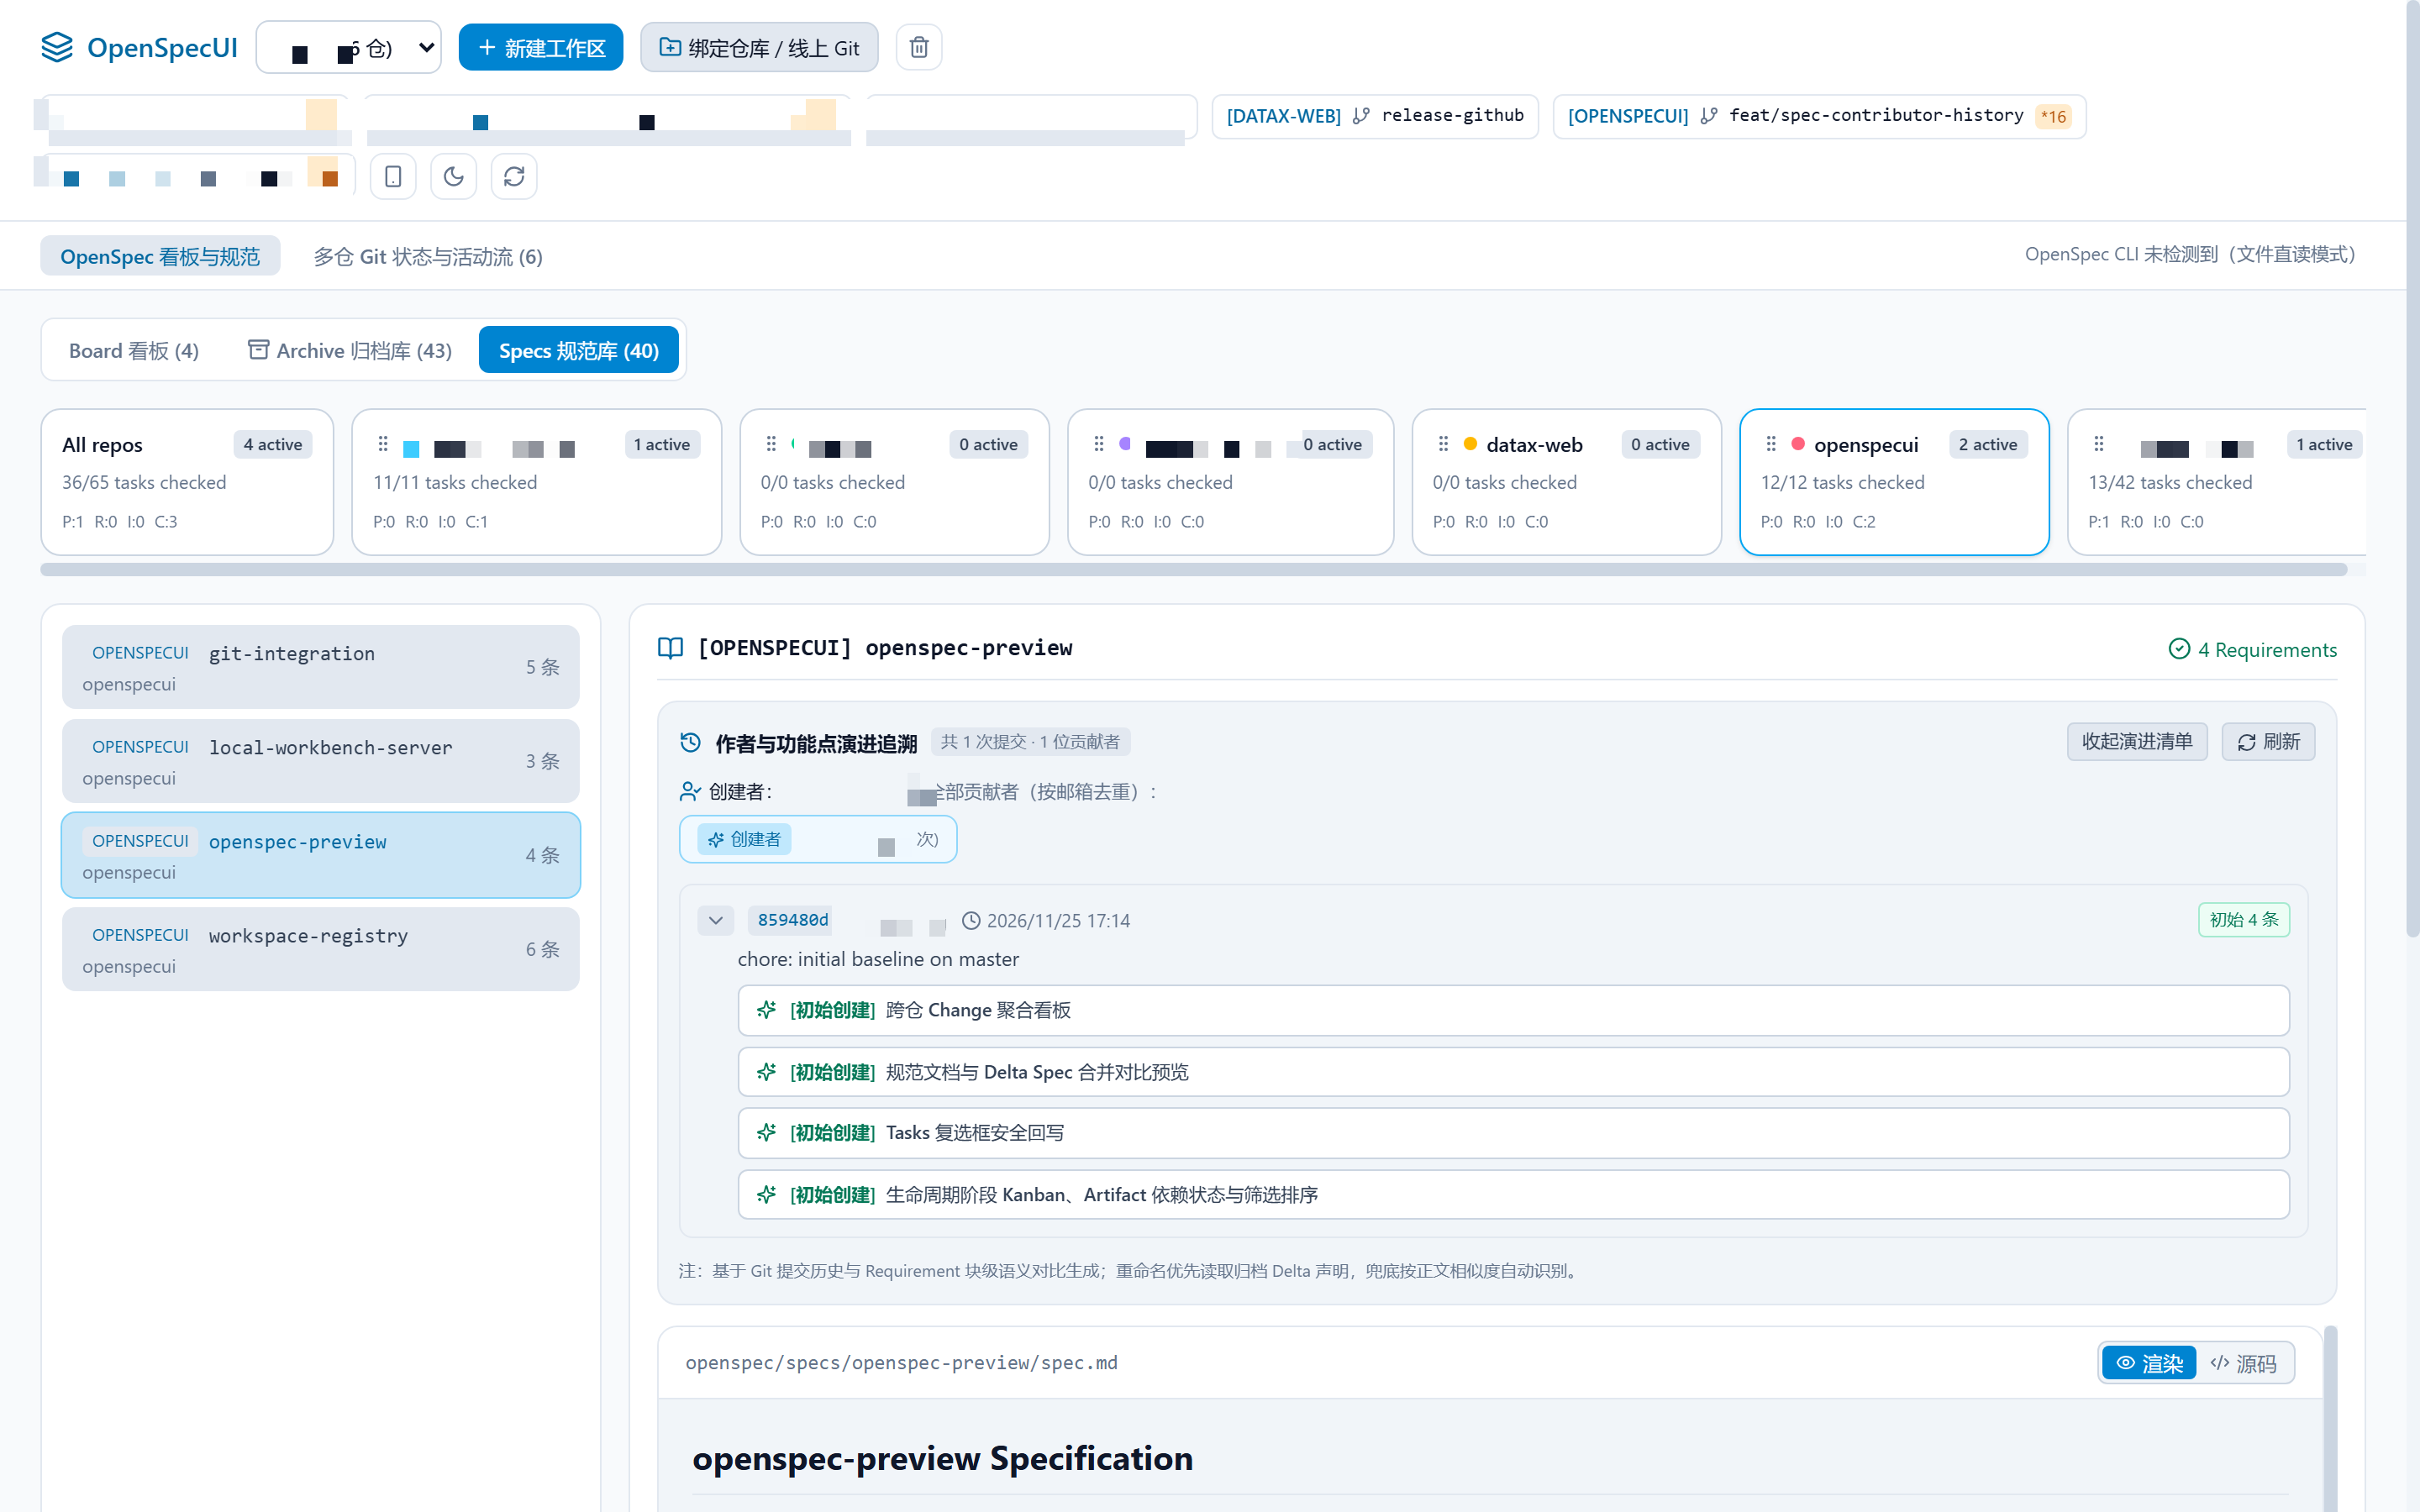 OpenSpecUI
仓)
新建工作区
绑定仓库 / 线上 Git
[DATAX-WEB] release-github
[OPENSPECUI] feat/spec-contributor-history *16
OpenSpec 看板与规范
多仓 Git 状态与活动流 (6)
OpenSpec CLI 未检测到（文件直读模式）
Board 看板 (4)
Archive 归档库 (43)
Specs 规范库 (40)
All repos 4 active
36/65 tasks checked
P:1 R:0 I:0 C:3
1 active
11/11 tasks checked
P:0 R:0 I:0 C:1
0 active
0/0 tasks checked
P:0 R:0 I:0 C:0
0 active
0/0 tasks checked
P:0 R:0 I:0 C:0
datax-web 0 active
0/0 tasks checked
P:0 R:0 I:0 C:0
openspecui 2 active
12/12 tasks checked
P:0 R:0 I:0 C:2
1 active
13/42 tasks checked
P:1 R:0 I:0 C:0
OPENSPECUI git-integration
openspecui
5 条
OPENSPECUI local-workbench-server
openspecui
3 条
OPENSPECUI openspec-preview
openspecui
4 条
OPENSPECUI workspace-registry
openspecui
6 条
[OPENSPECUI] openspec-preview
4 Requirements
作者与功能点演进追溯 共 1 次提交 · 1 位贡献者
收起演进清单
刷新
创建者：
全部贡献者（按邮箱去重）：
创建者 次)
859480d 2026/11/25 17:14
初始 4 条
chore: initial baseline on master
[初始创建] 跨仓 Change 聚合看板
[初始创建] 规范文档与 Delta Spec 合并对比预览
[初始创建] Tasks 复选框安全回写
[初始创建] 生命周期阶段 Kanban、Artifact 依赖状态与筛选排序
注：基于 Git 提交历史与 Requirement 块级语义对比生成；重命名优先读取归档 Delta 声明，兜底按正文相似度自动识别。
openspec/specs/openspec-preview/spec.md
渲染
源码
openspec-preview Specification